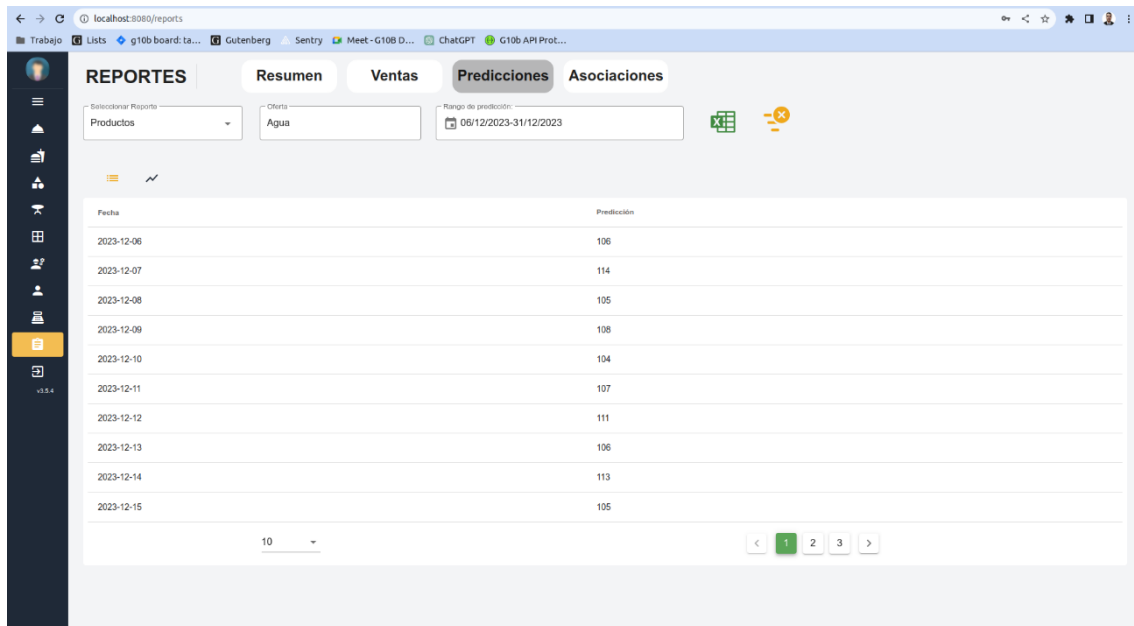 localhost:8080/reports
Trabajo Lists g10b board: ta... Gutenberg Sentry Meet - G10B D... ChatGPT G10b API Prot...
REPORTES Resumen Ventas Predicciones Asociaciones
Seleccionar Reporte Oferta Rango de predicción:
Productos Agua 06/12/2023-31/12/2023
Fecha Predicción
2023-12-06 106
2023-12-07 114
2023-12-08 105
2023-12-09 108
2023-12-10 104
2023-12-11 107
v3.5.4
2023-12-12 111
2023-12-13 106
2023-12-14 113
2023-12-15 105
10 < 1 2 3 >